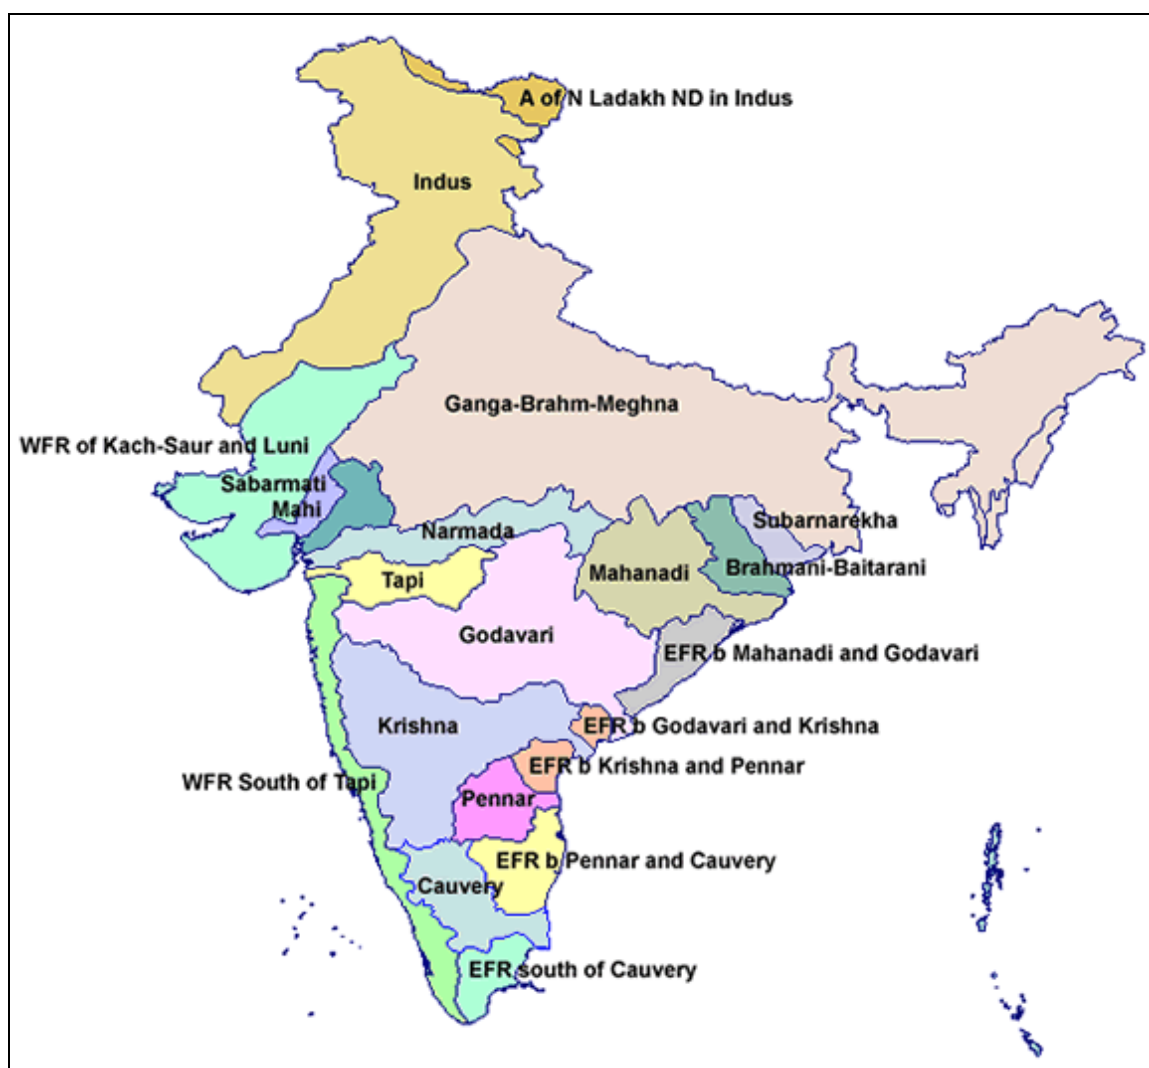 A of N Ladakh ND in Indus
Indus
Ganga-Brahm-Meghna
WFR of Kach-Saur and Luni
Sabarmati
Mahi
Subarnarekha
Narmada
Brahmani-Baitarani
Mahanadi
Tapi
Godavari
EFR b Mahanadi and Godavari
Krishna
EFR b Godavari and Krishna
EFR b Krishna and Pennar
WFR South of Tapi
Pennar
EFR b Pennar and Cauvery
Cauvery
EFR south of Cauvery